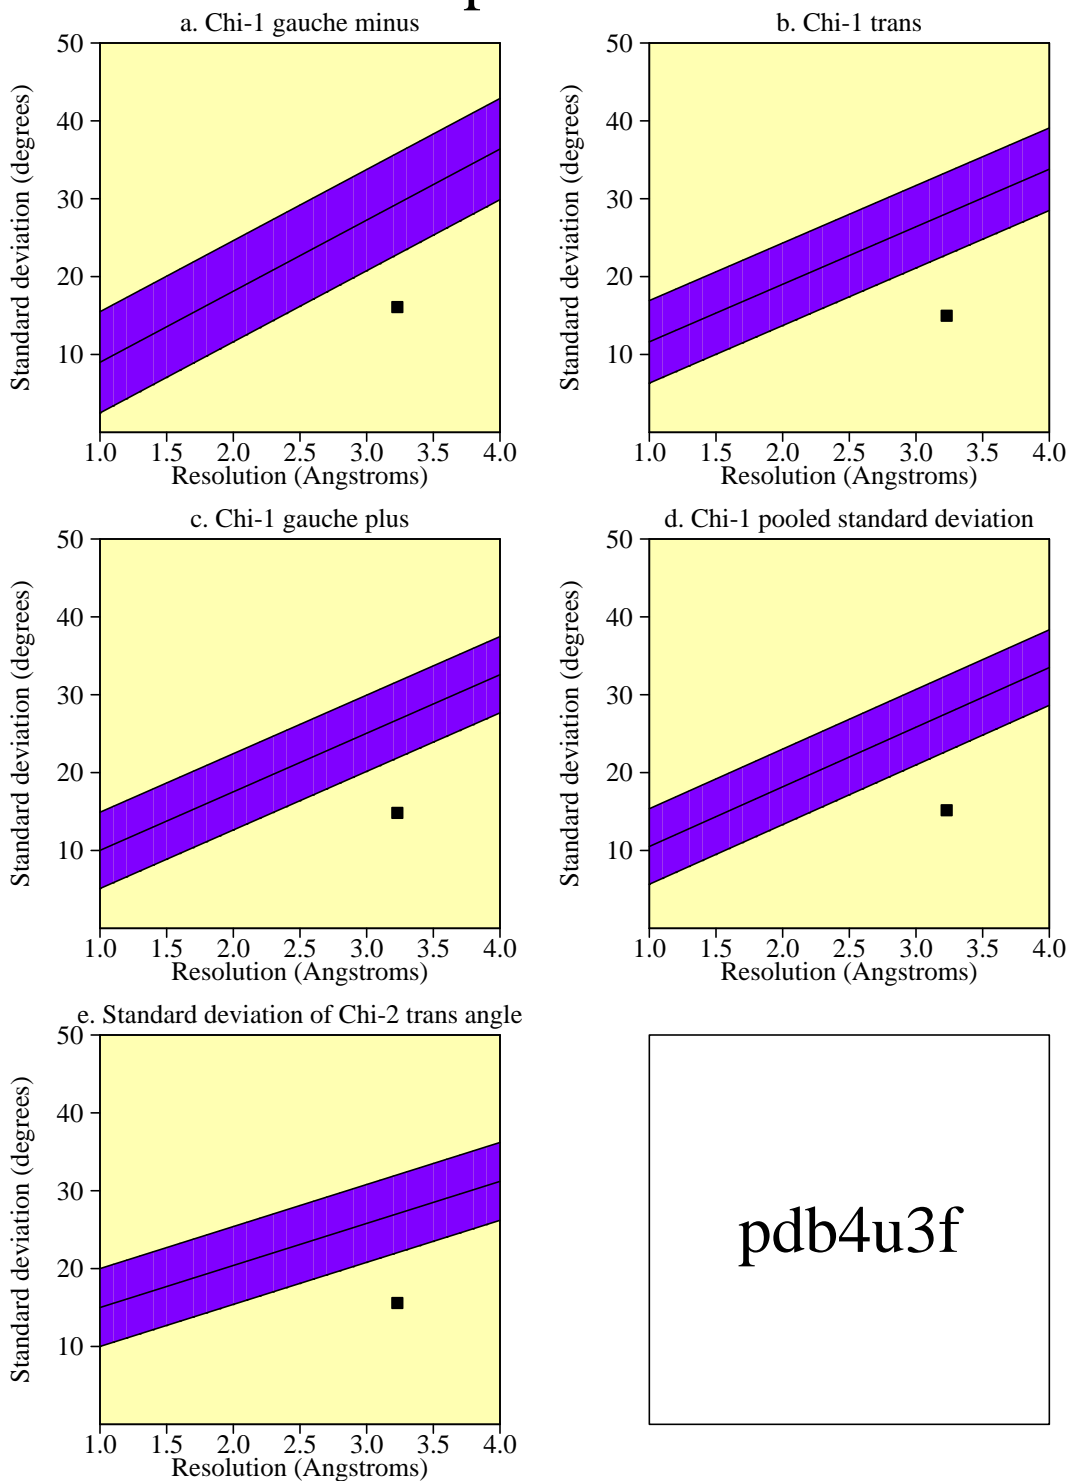 a. Chi-1 gauche minus
50
40
30
20
10
Standard deviation (degrees)
1.0 1.5 2.0 2.5 3.0 3.5 4.0
Resolution (Angstroms)
b. Chi-1 trans
50
40
30
20
10
Standard deviation (degrees)
1.0 1.5 2.0 2.5 3.0 3.5 4.0
Resolution (Angstroms)
c. Chi-1 gauche plus
50
40
30
20
10
Standard deviation (degrees)
1.0 1.5 2.0 2.5 3.0 3.5 4.0
Resolution (Angstroms)
d. Chi-1 pooled standard deviation
50
40
30
20
10
Standard deviation (degrees)
1.0 1.5 2.0 2.5 3.0 3.5 4.0
Resolution (Angstroms)
e. Standard deviation of Chi-2 trans angle
50
40
30
20
10
Standard deviation (degrees)
1.0 1.5 2.0 2.5 3.0 3.5 4.0
Resolution (Angstroms)
pdb4u3f